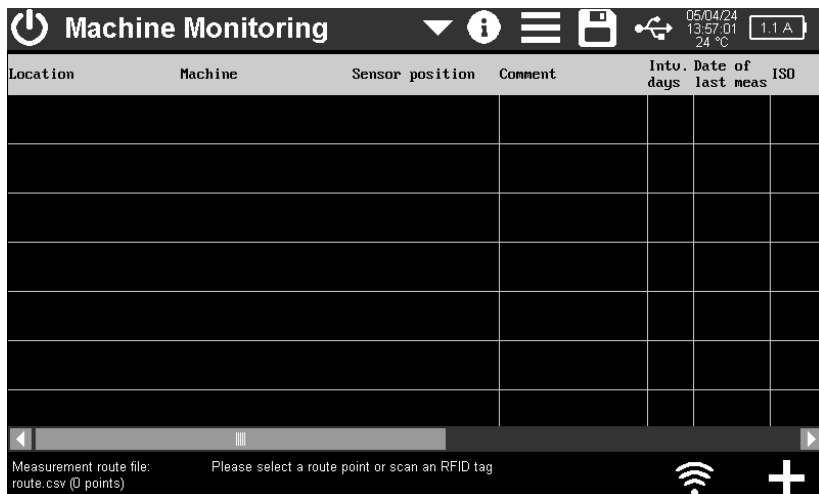 Machine Monitoring
05/04/24
13:57:01
24 °C
1.1 A
Location Machine Sensor position Comment Intv. days Date of last meas ISO
Measurement route file:
route.csv (0 points)
Please select a route point or scan an RFID tag